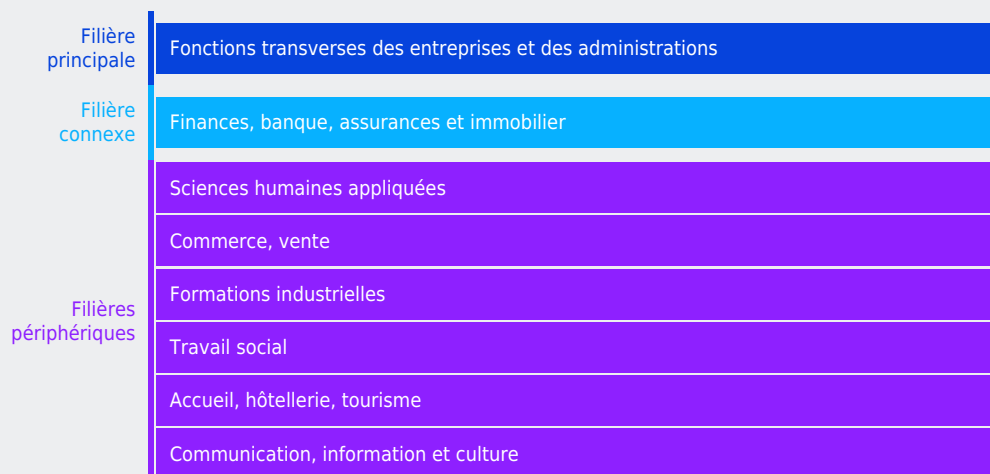 Filière
principale
Fonctions transverses des entreprises et des administrations
Filière
connexe
Finances, banque, assurances et immobilier
Sciences humaines appliquées
Commerce, vente
Formations industrielles
Filières
périphériques
Travail social
Accueil, hôtellerie, tourisme
Communication, information et culture